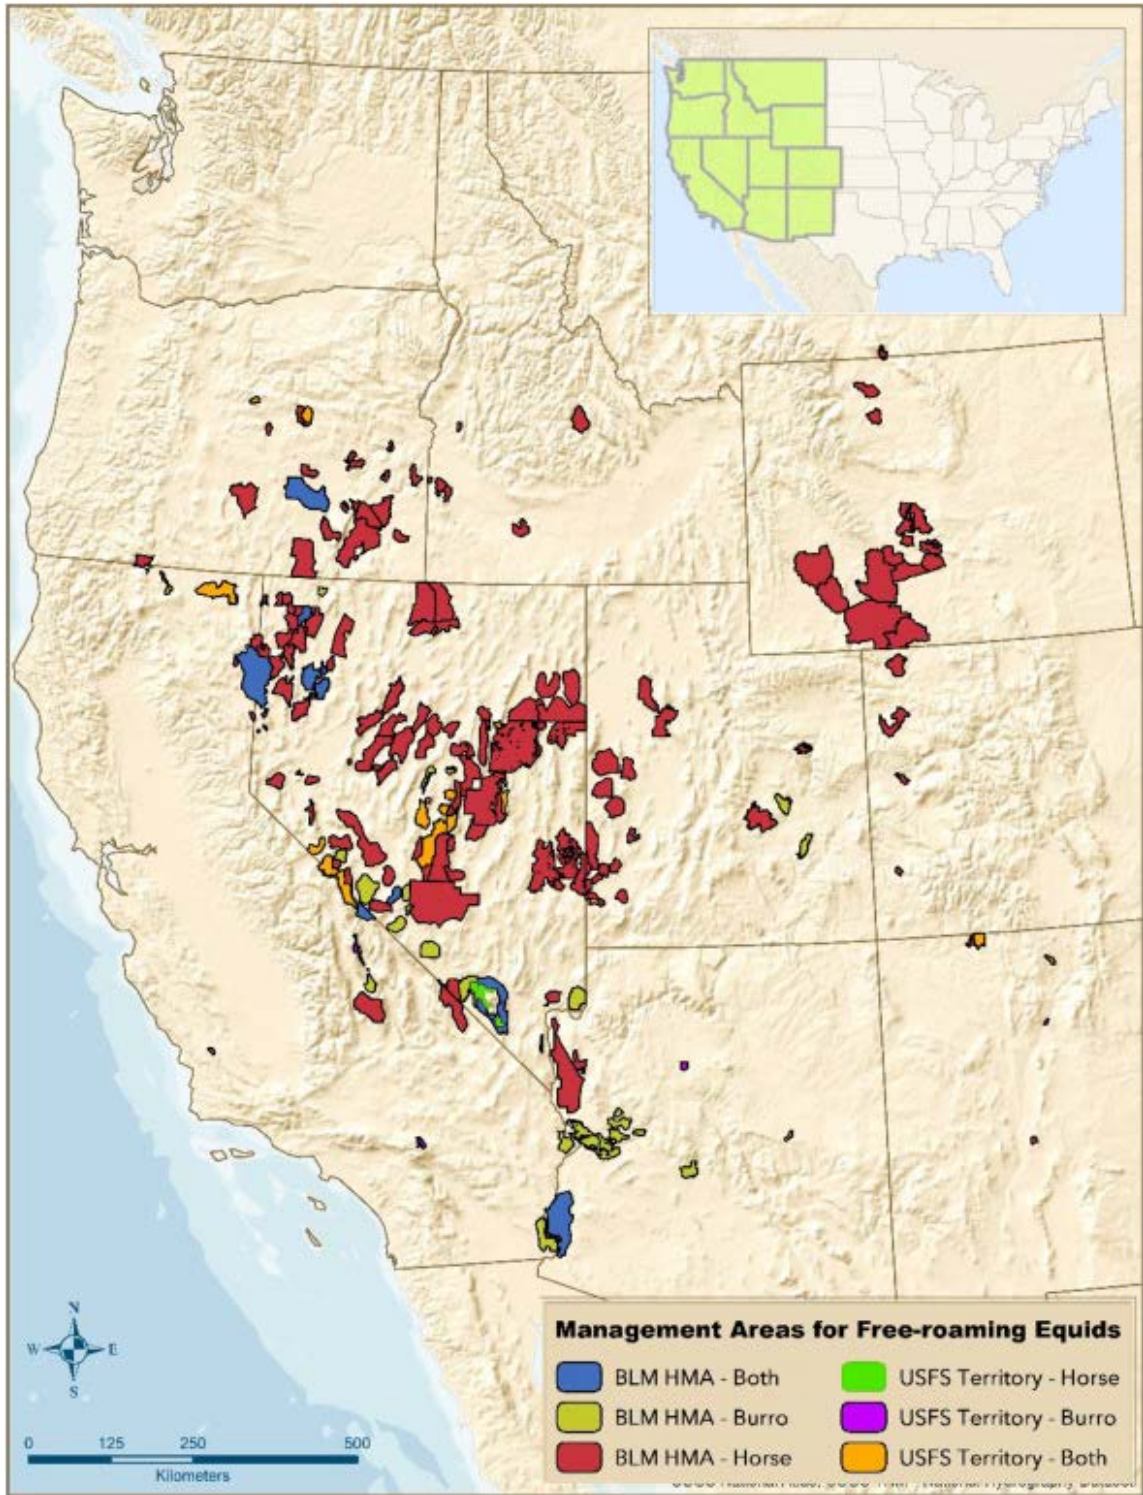 N
W E
S
0 125 250 500
Kilometers
Management Areas for Free-roaming Equids
BLM HMA - Both
BLM HMA - Burro
BLM HMA - Horse
USFS Territory - Horse
USFS Territory - Burro
USFS Territory - Both